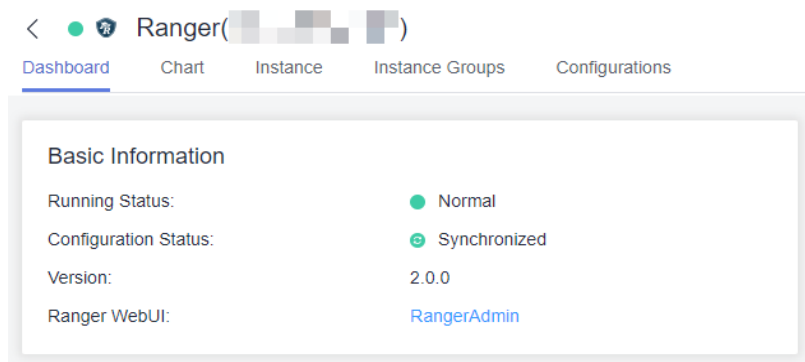 Ranger( )
Dashboard Chart Instance Instance Groups Configurations
Basic Information
Running Status: Normal
Configuration Status: Synchronized
Version: 2.0.0
Ranger WebUI: RangerAdmin